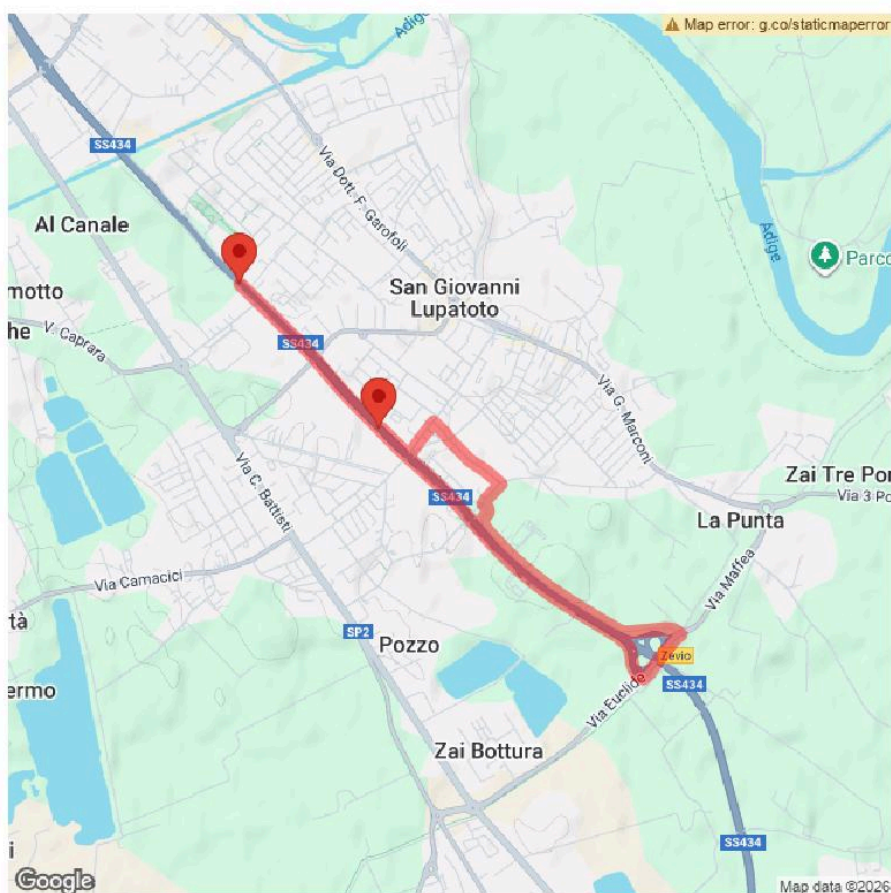 Map error: g.co/staticmaperror
Adige
SS434
Via Dott. F. Garofoli
Al Canale
Adige
Parco
San Giovanni
Lupatoto
motto
he
V. Caprara
SS434
Via G. Marconi
Zai Tre Por
Via 3 Po
Via C. Battisti
SS434
La Punta
Via Camacici
Via Maffea
tà
SP2
Pozzo
Zevio
SS434
ermo
Via Euclide
Zai Bottura
SS434
i
Google
Map data ©2026